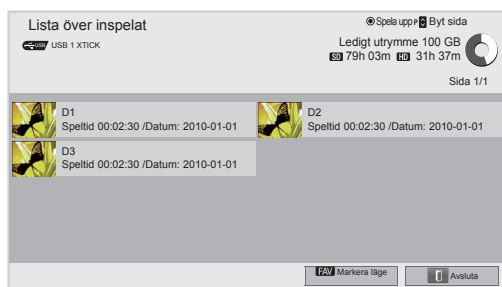 Lista över inspelat
USB USB 1 XTICK
Spela upp P Byt sida
Ledigt utrymme 100 GB
SD 79h 03m HD 31h 37m
Sida 1/1
D1
Speltid 00:02:30 /Datum: 2010-01-01
D2
Speltid 00:02:30 /Datum: 2010-01-01
D3
Speltid 00:02:30 /Datum: 2010-01-01
FAV Markera läge
Avsluta